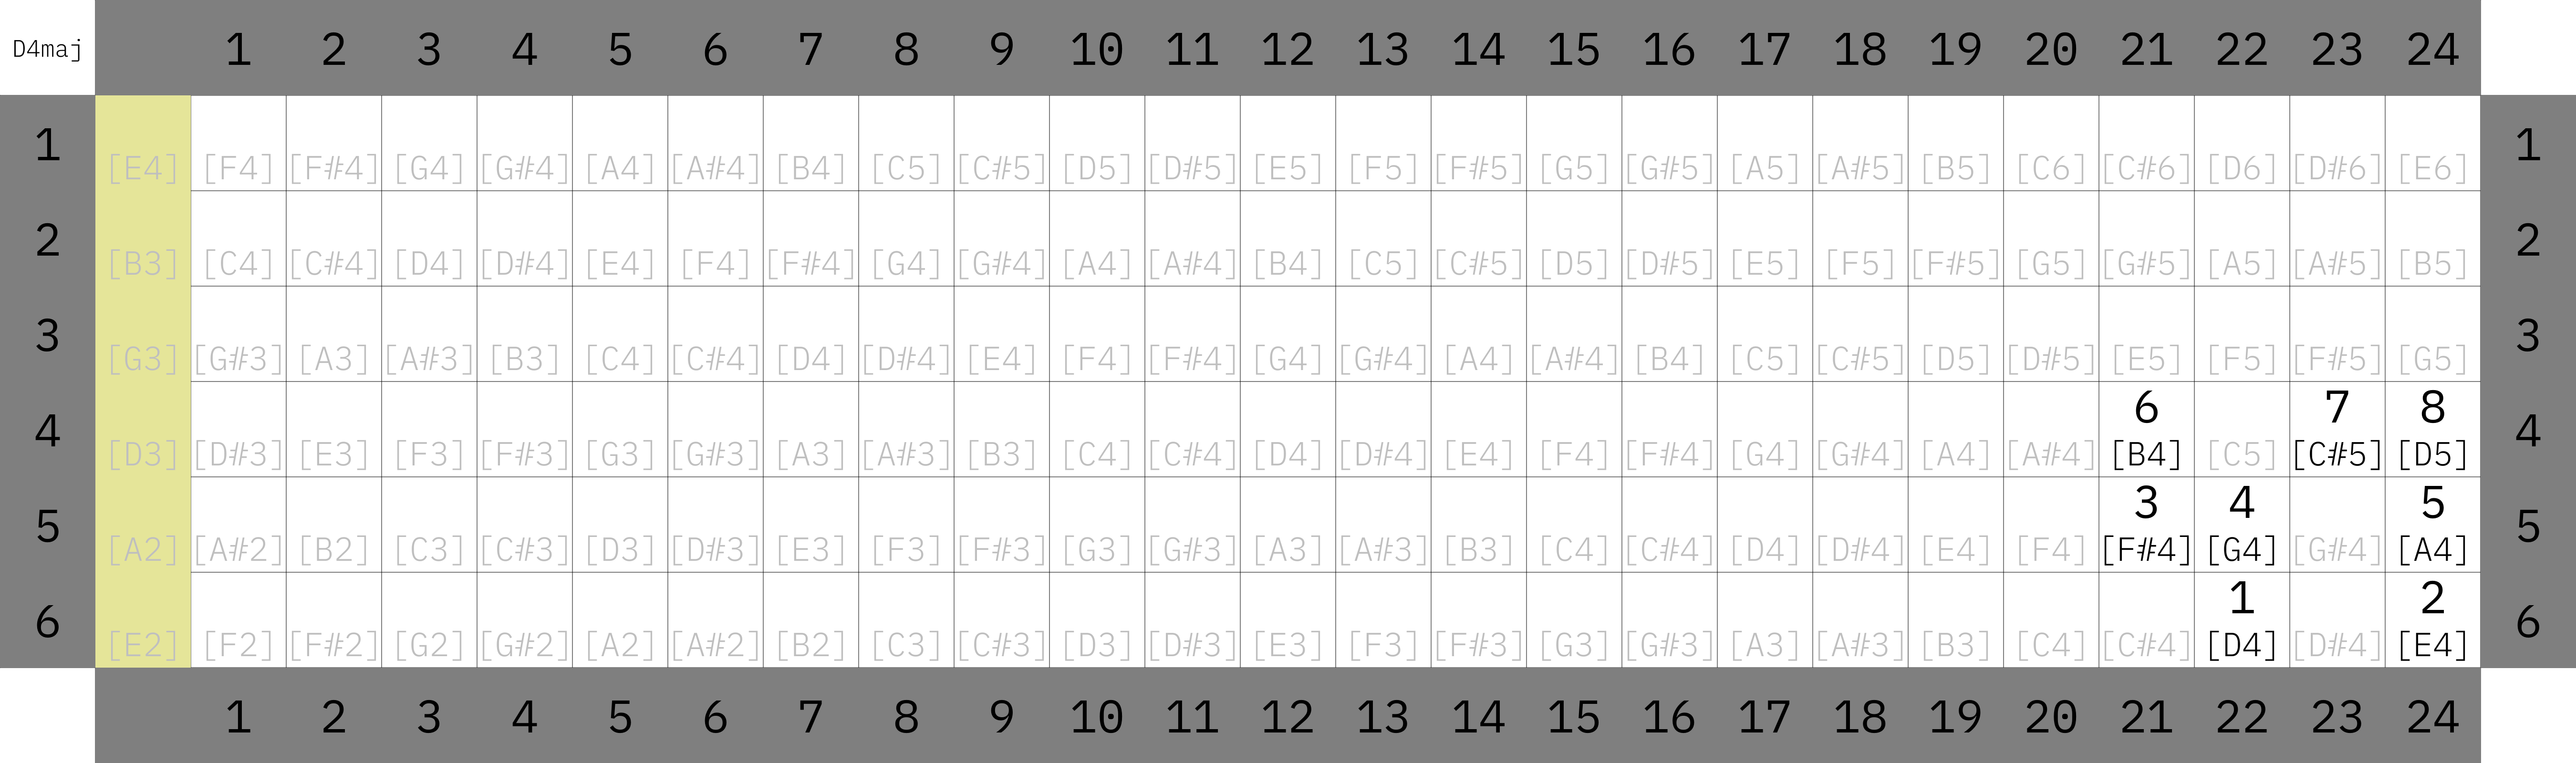 D4maj 1 2 3 4 5 6 7 8 9 10 11 12 13 14 15 16 17 18 19 20 21 22 23 24
1 [E4] [F4] [F#4] [G4] [G#4] [A4] [A#4] [B4] [C5] [C#5] [D5] [D#5] [E5] [F5] [F#5] [G5] [G#5] [A5] [A#5] [B5] [C6] [C#6] [D6] [D#6] [E6] 1
2 [B3] [C4] [C#4] [D4] [D#4] [E4] [F4] [F#4] [G4] [G#4] [A4] [A#4] [B4] [C5] [C#5] [D5] [D#5] [E5] [F5] [F#5] [G5] [G#5] [A5] [A#5] [B5] 2
3 [G3] [G#3] [A3] [A#3] [B3] [C4] [C#4] [D4] [D#4] [E4] [F4] [F#4] [G4] [G#4] [A4] [A#4] [B4] [C5] [C#5] [D5] [D#5] [E5] [F5] [F#5] [G5] 3
6 7 8
4 [D3] [D#3] [E3] [F3] [F#3] [G3] [G#3] [A3] [A#3] [B3] [C4] [C#4] [D4] [D#4] [E4] [F4] [F#4] [G4] [G#4] [A4] [A#4] [B4] [C5] [C#5] [D5] 4
3 4 5
5 [A2] [A#2] [B2] [C3] [C#3] [D3] [D#3] [E3] [F3] [F#3] [G3] [G#3] [A3] [A#3] [B3] [C4] [C#4] [D4] [D#4] [E4] [F4] [F#4] [G4] [G#4] [A4] 5
1 2
6 [E2] [F2] [F#2] [G2] [G#2] [A2] [A#2] [B2] [C3] [C#3] [D3] [D#3] [E3] [F3] [F#3] [G3] [G#3] [A3] [A#3] [B3] [C4] [C#4] [D4] [D#4] [E4] 6
1 2 3 4 5 6 7 8 9 10 11 12 13 14 15 16 17 18 19 20 21 22 23 24